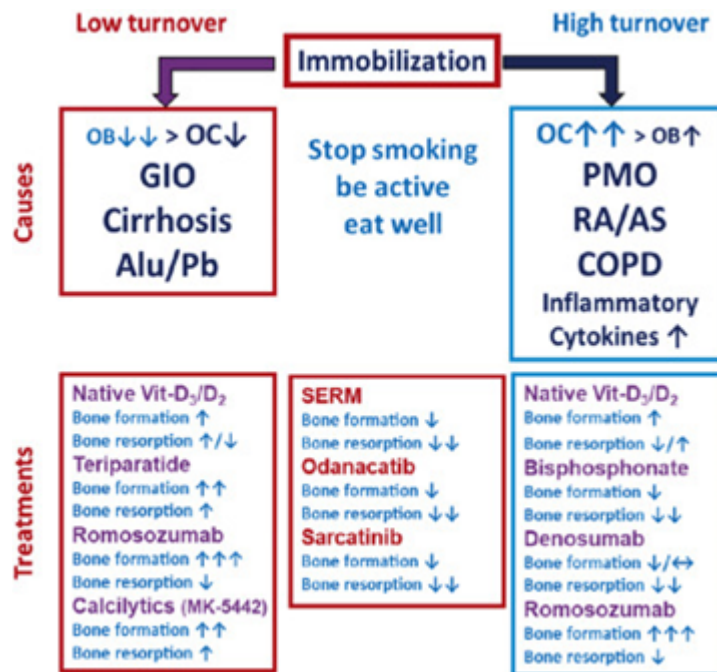 Low turnover
High turnover
Immobilization
Causes
OB↓↓ > OC↓
GIO
Cirrhosis
Alu/Pb
Stop smoking
be active
eat well
OC↑↑ > OB↑
PMO
RA/AS
COPD
Inflammatory
Cytokines ↑
Treatments
Native Vit-D₃/D₂
Bone formation ↑
Bone resorption ↑/↓
Teriparatide
Bone formation ↑↑
Bone resorption ↑
Romosozumab
Bone formation ↑↑↑
Bone resorption ↓
Calcilytics (MK-5442)
Bone formation ↑↑
Bone resorption ↑
SERM
Bone formation ↓
Bone resorption ↓↓
Odanacatib
Bone formation ↓
Bone resorption ↓↓
Sarcatinib
Bone formation ↓
Bone resorption ↓↓
Native Vit-D₃/D₂
Bone formation ↑
Bone resorption ↓/↑
Bisphosphonate
Bone formation ↓
Bone resorption ↓↓
Denosumab
Bone formation ↓/↔
Bone resorption ↓↓
Romosozumab
Bone formation ↑↑↑
Bone resorption ↓